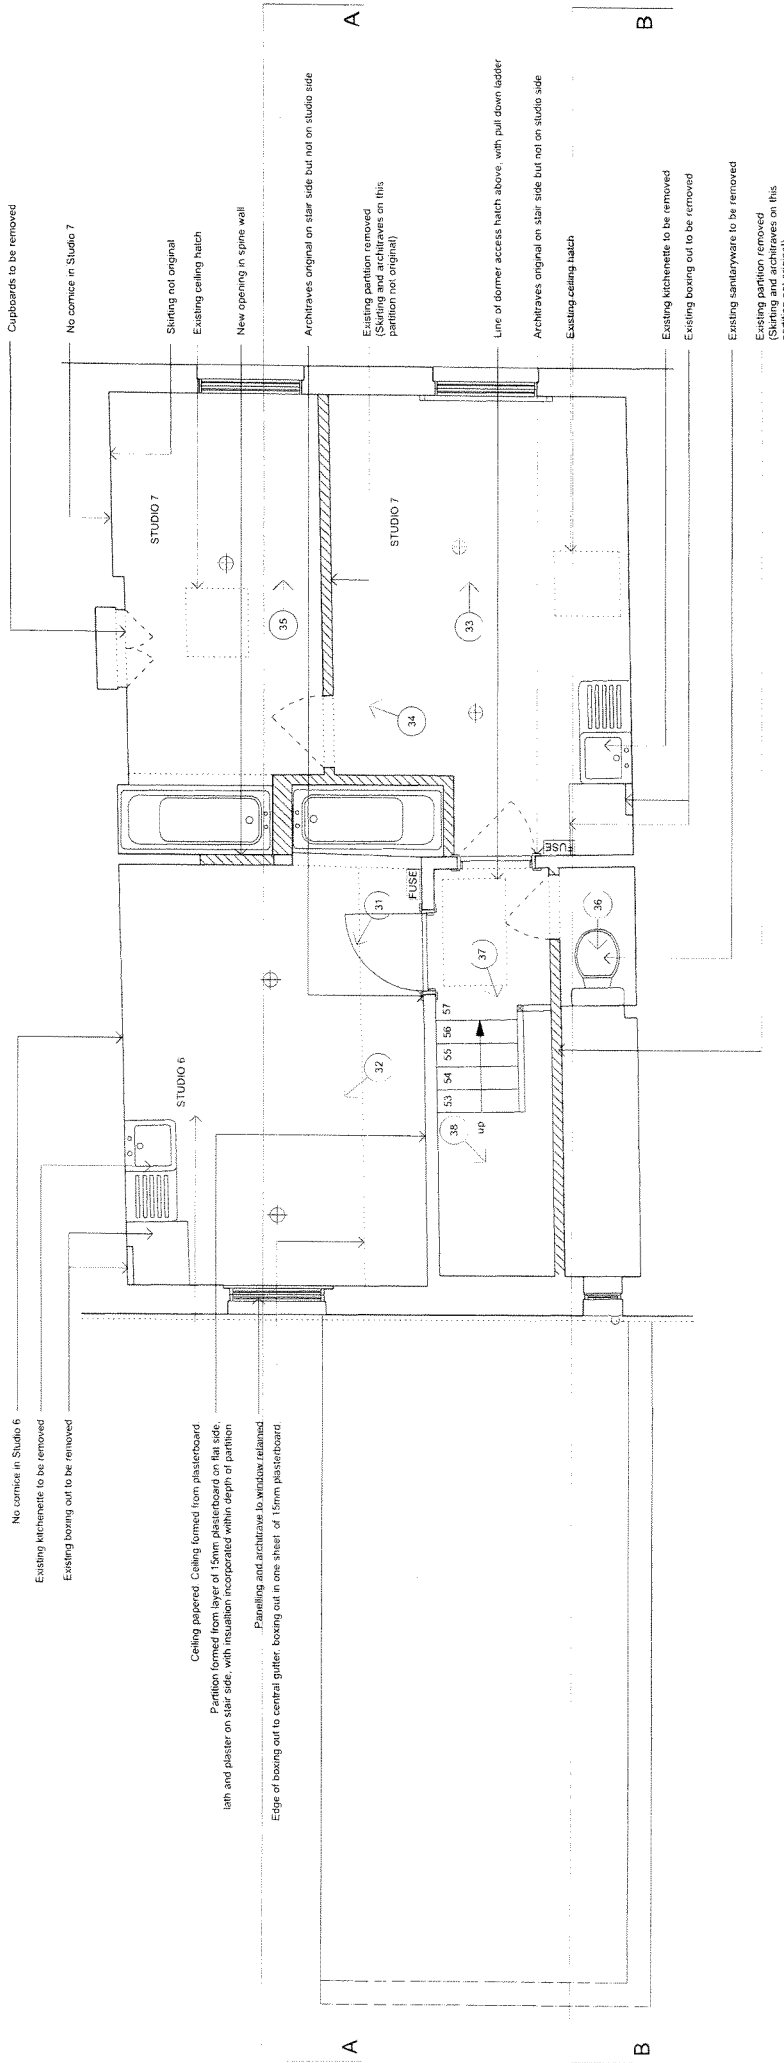 No cornice in Studio 6
Existing kitchenette to be removed
Existing boxing out to be removed
Ceiling papered. Ceiling formed from plasterboard.
Partition formed from layer of 15mm plasterboard on flat side,
lath and plaster on stair side, with insualtion incorporated within depth of partition
Panelling and architrave to window retained
Edge of boxing out to central gutter, boxing out in one sheet of 15mm plasterboard.
Cupboards to be removed
No cornice in Studio 7
Skirting not original
Existing ceiling hatch
New opening in spine wall
Architraves original on stair side but not on studio side
Existing partition removed
(Skirting and architraves on this
partition not original)
Line of dormer access hatch above, with pull down ladder
Architraves original on stair side but not on studio side
Existing ceiling hatch
Existing kitchenette to be removed
Existing boxing out to be removed
Existing sanitaryware to be removed
Existing partition removed
(Skirting and architraves on this
STUDIO 6
STUDIO 7
STUDIO 7
FUSE
FUSE
31
32
33
34
35
36
37
38
53
54
55
56
57
up
A
A
B
B